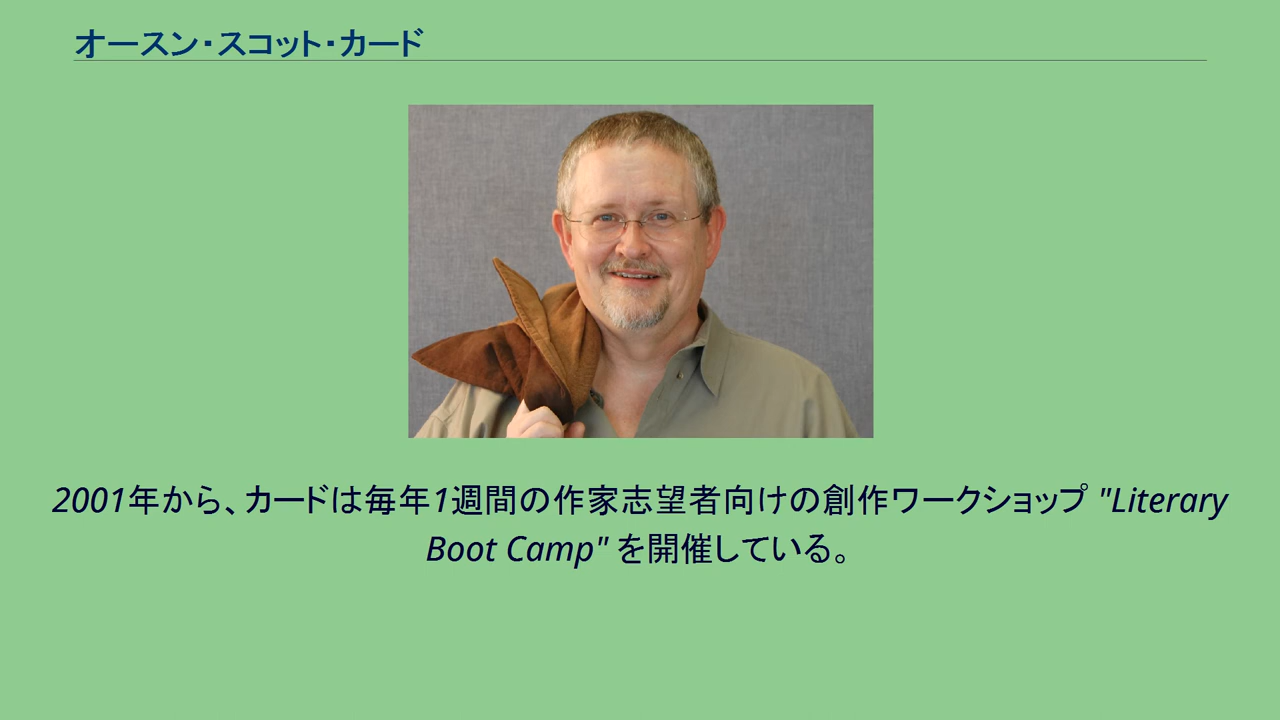 オースン・スコット・カード
2001年から、カードは毎年1週間の作家志望者向けの創作ワークショップ "Literary
Boot Camp" を開催している。